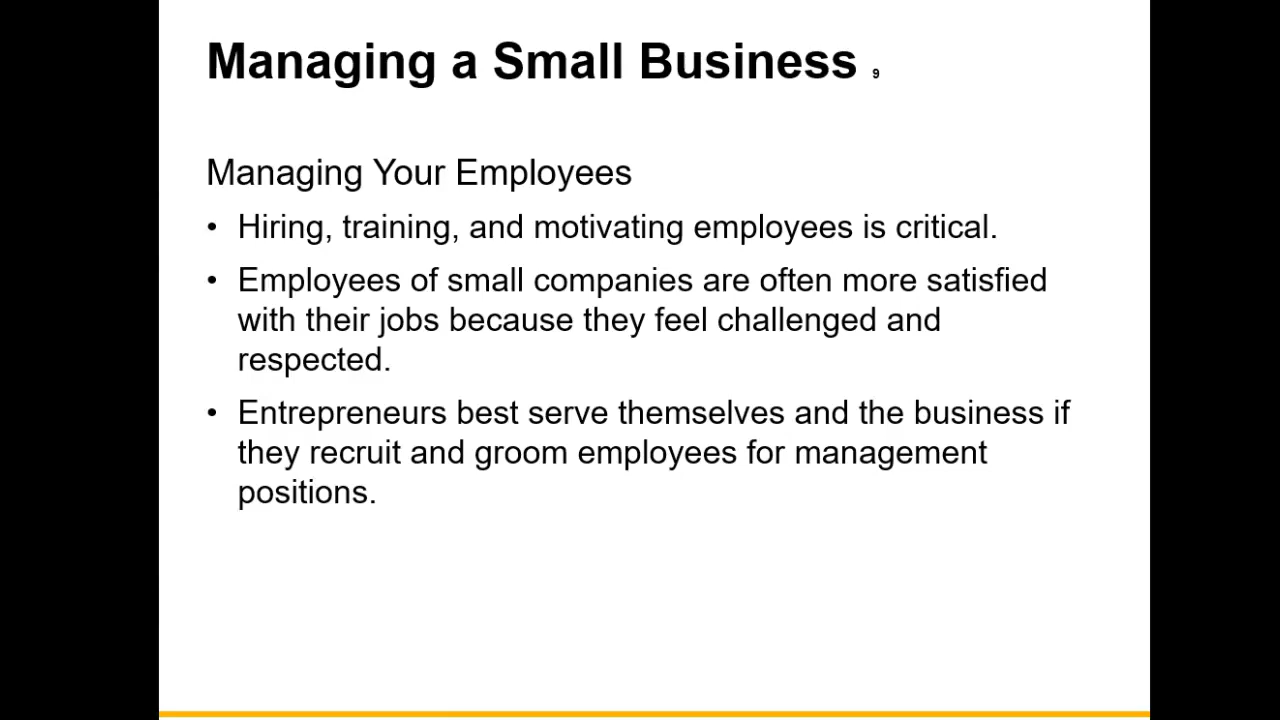 Managing a Small Business 9
Managing Your Employees
• Hiring, training, and motivating employees is critical.
• Employees of small companies are often more satisfied
with their jobs because they feel challenged and
respected.
• Entrepreneurs best serve themselves and the business if
they recruit and groom employees for management
positions.